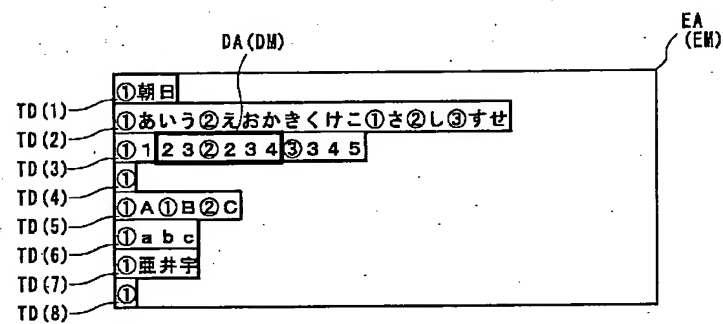 EA
(EM)
DA(DM)
TD(1) ①朝日
TD(2) ①あいう②えおかきくけこ①さ②し③すせ
TD(3) ①1 2 3②2 3 4③3 4 5
TD(4) ①
TD(5) ①A①B②C
TD(6) ①a b c
TD(7) ①亜井宇
TD(8) ①